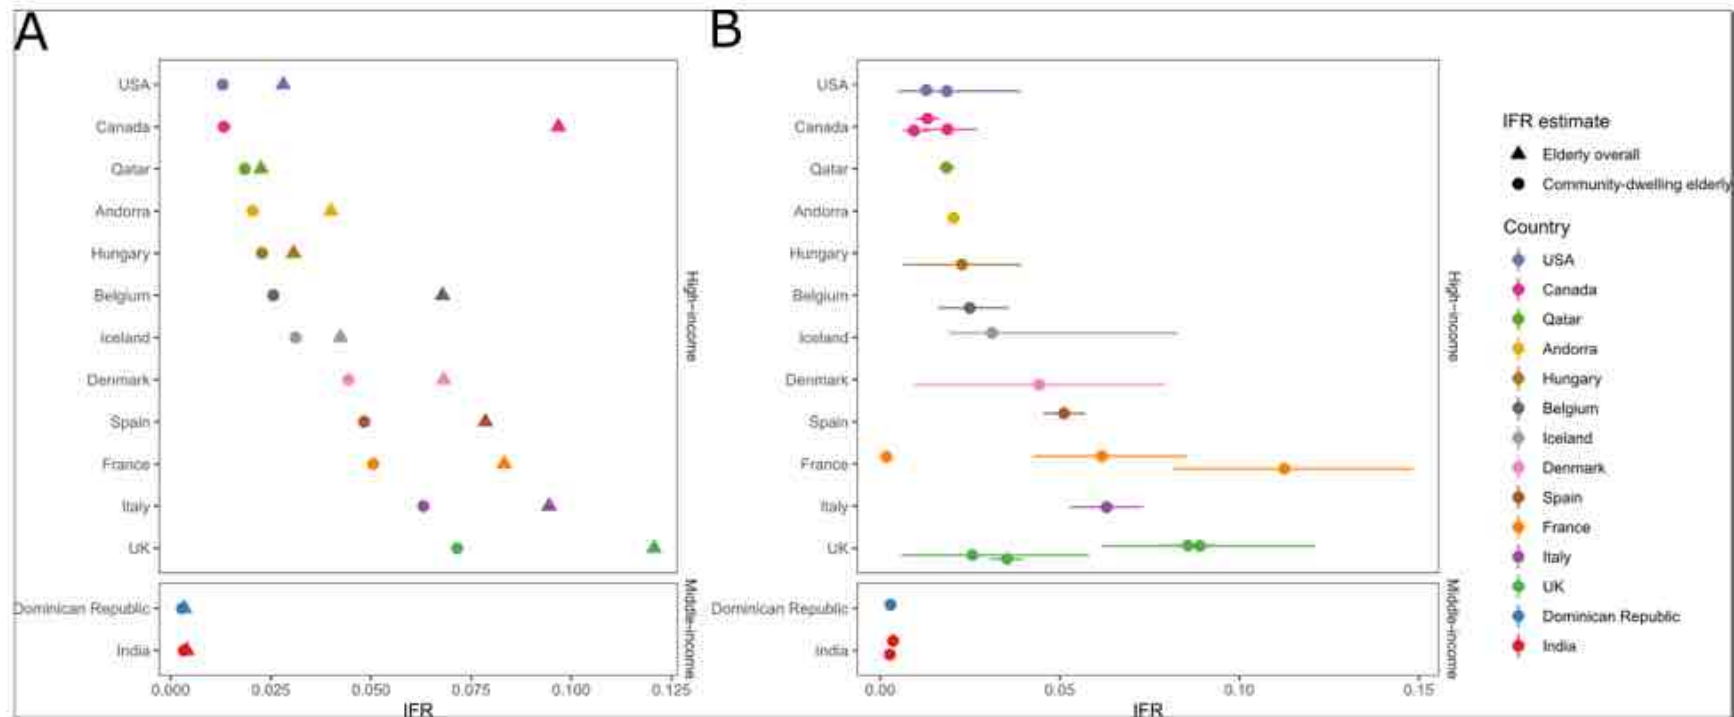 A
USA
Canada
Qatar
Andorra
Hungary
Belgium
Iceland
Denmark
Spain
France
Italy
UK
High-income
Dominican Republic
India
Middle-income
0.000 0.025 0.050 0.075 0.100 0.125
IFR
B
USA
Canada
Qatar
Andorra
Hungary
Belgium
Iceland
Denmark
Spain
France
Italy
UK
High-income
Dominican Republic
India
Middle-income
0.00 0.05 0.10 0.15
IFR
IFR estimate
Elderly overall
Community-dwelling elderly
Country
USA
Canada
Qatar
Andorra
Hungary
Belgium
Iceland
Denmark
Spain
France
Italy
UK
Dominican Republic
India